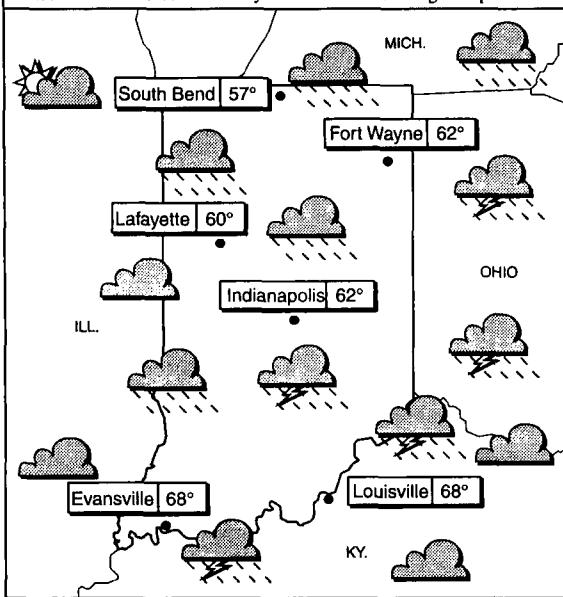 MICH.
South Bend 57°
Fort Wayne 62°
Lafayette 60°
OHIO
Indianapolis 62°
ILL.
Evansville 68°
Louisville 68°
KY.